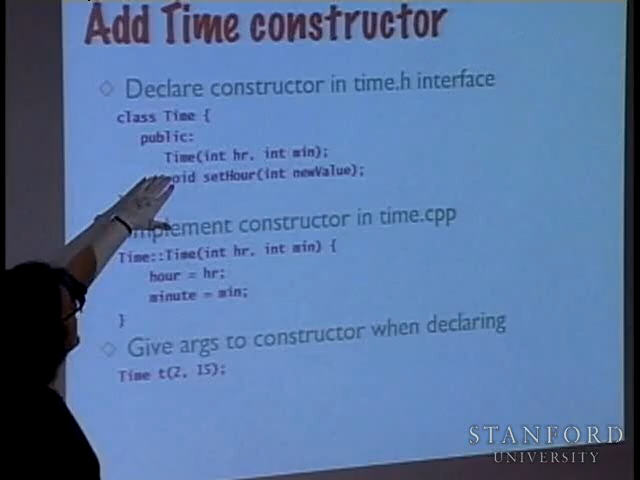 Add Time constructor
Declare constructor in time.h interface
class Time {
public:
Time(int hr, int min);
void setHour(int newValue);
Implement constructor in time.cpp
Time::Time(int hr, int min) {
hour = hr;
minute = min;
}
Give args to constructor when declaring
Time t(2, 15);
STANFORD
UNIVERSITY